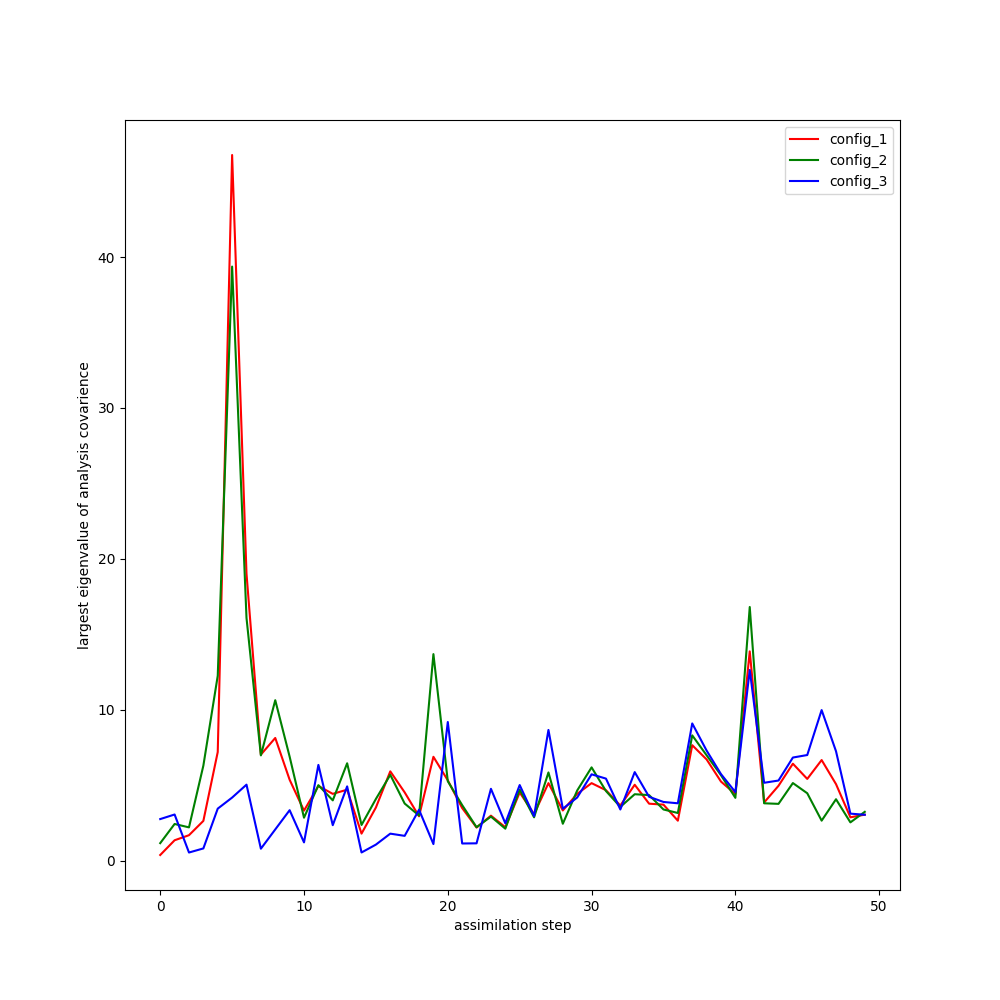 config_1
config_2
config_3
40
30
20
10
0
largest eigenvalue of analysis covarience
0 10 20 30 40 50
assimilation step